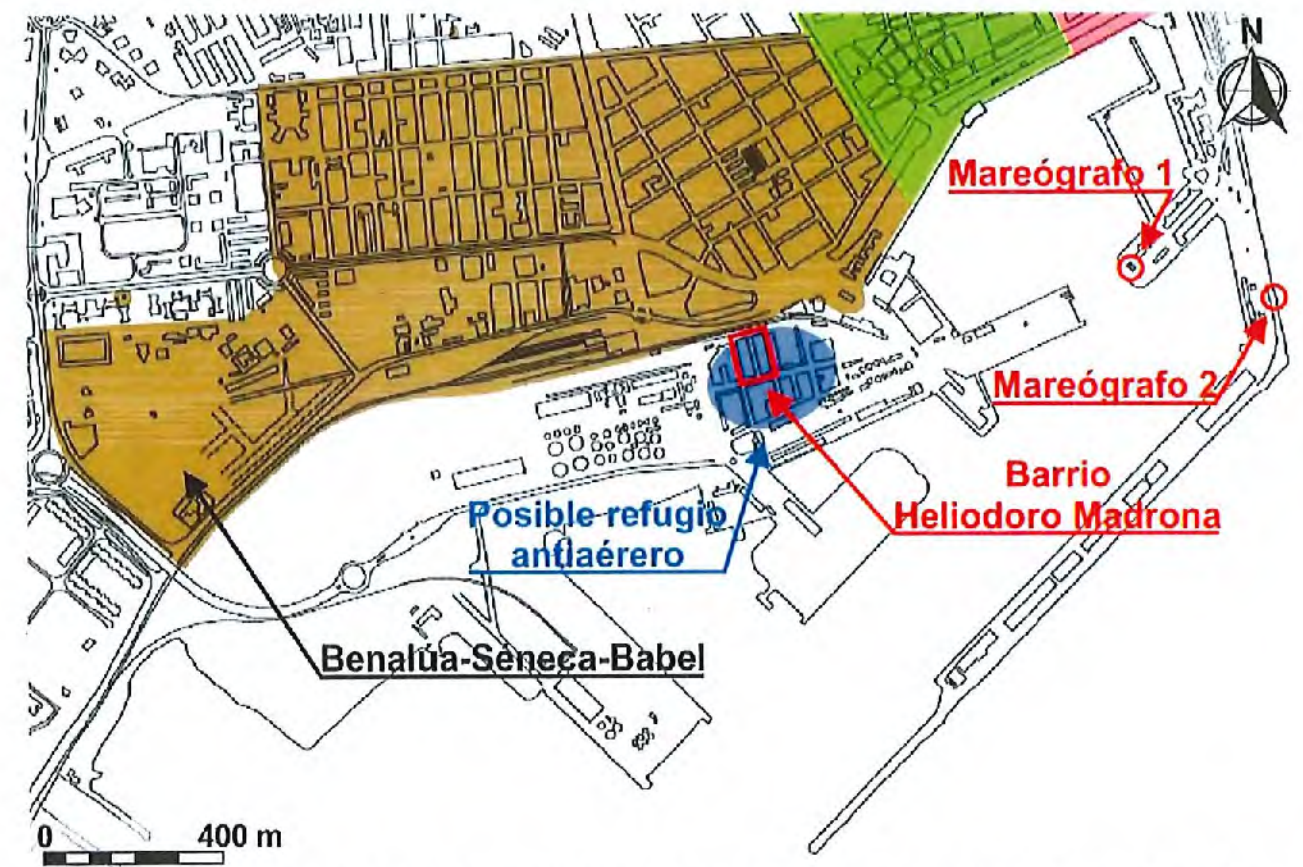 N
Mareógrafo 1
Mareógrafo 2
Barrio
Heliodoro Madrona
Posible refugio
antiaérero
Benalúa-Séneca-Babel
0 400 m